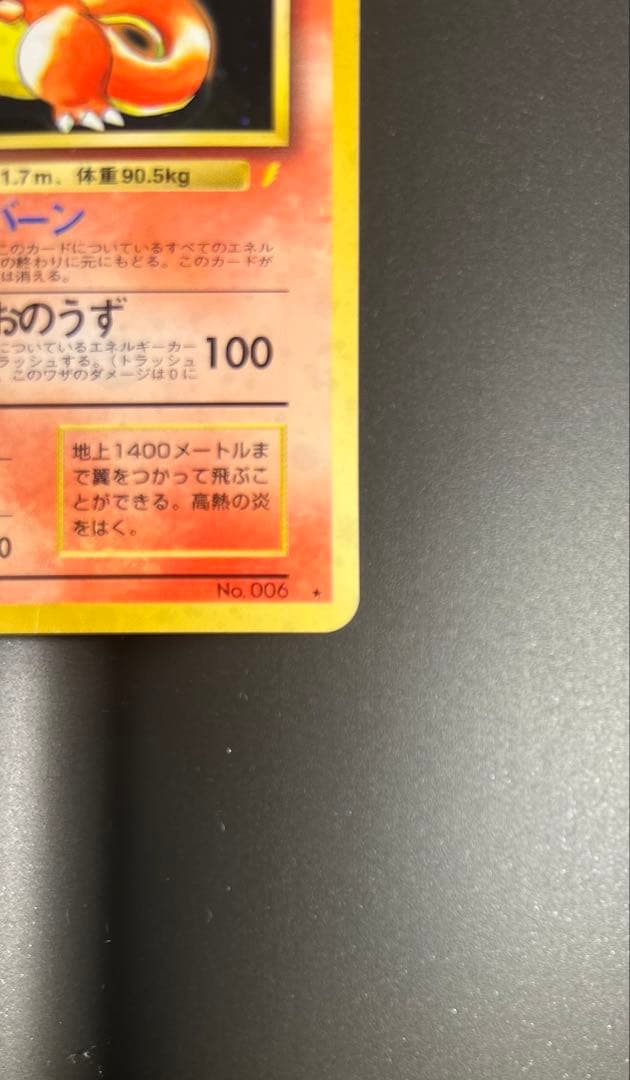 1.7m、体重90.5kg
バーン
このカードについているすべてのエネル
の終わりに元にもどる。このカードが
は消える。
おのうず
についているエネルギーカー
ラッシュする。（トラッシュ
、このワザのダメージは0に
100
地上1400メートルま
で翼をつかって飛ぶこ
とができる。高熱の炎
をはく。
0
No. 006